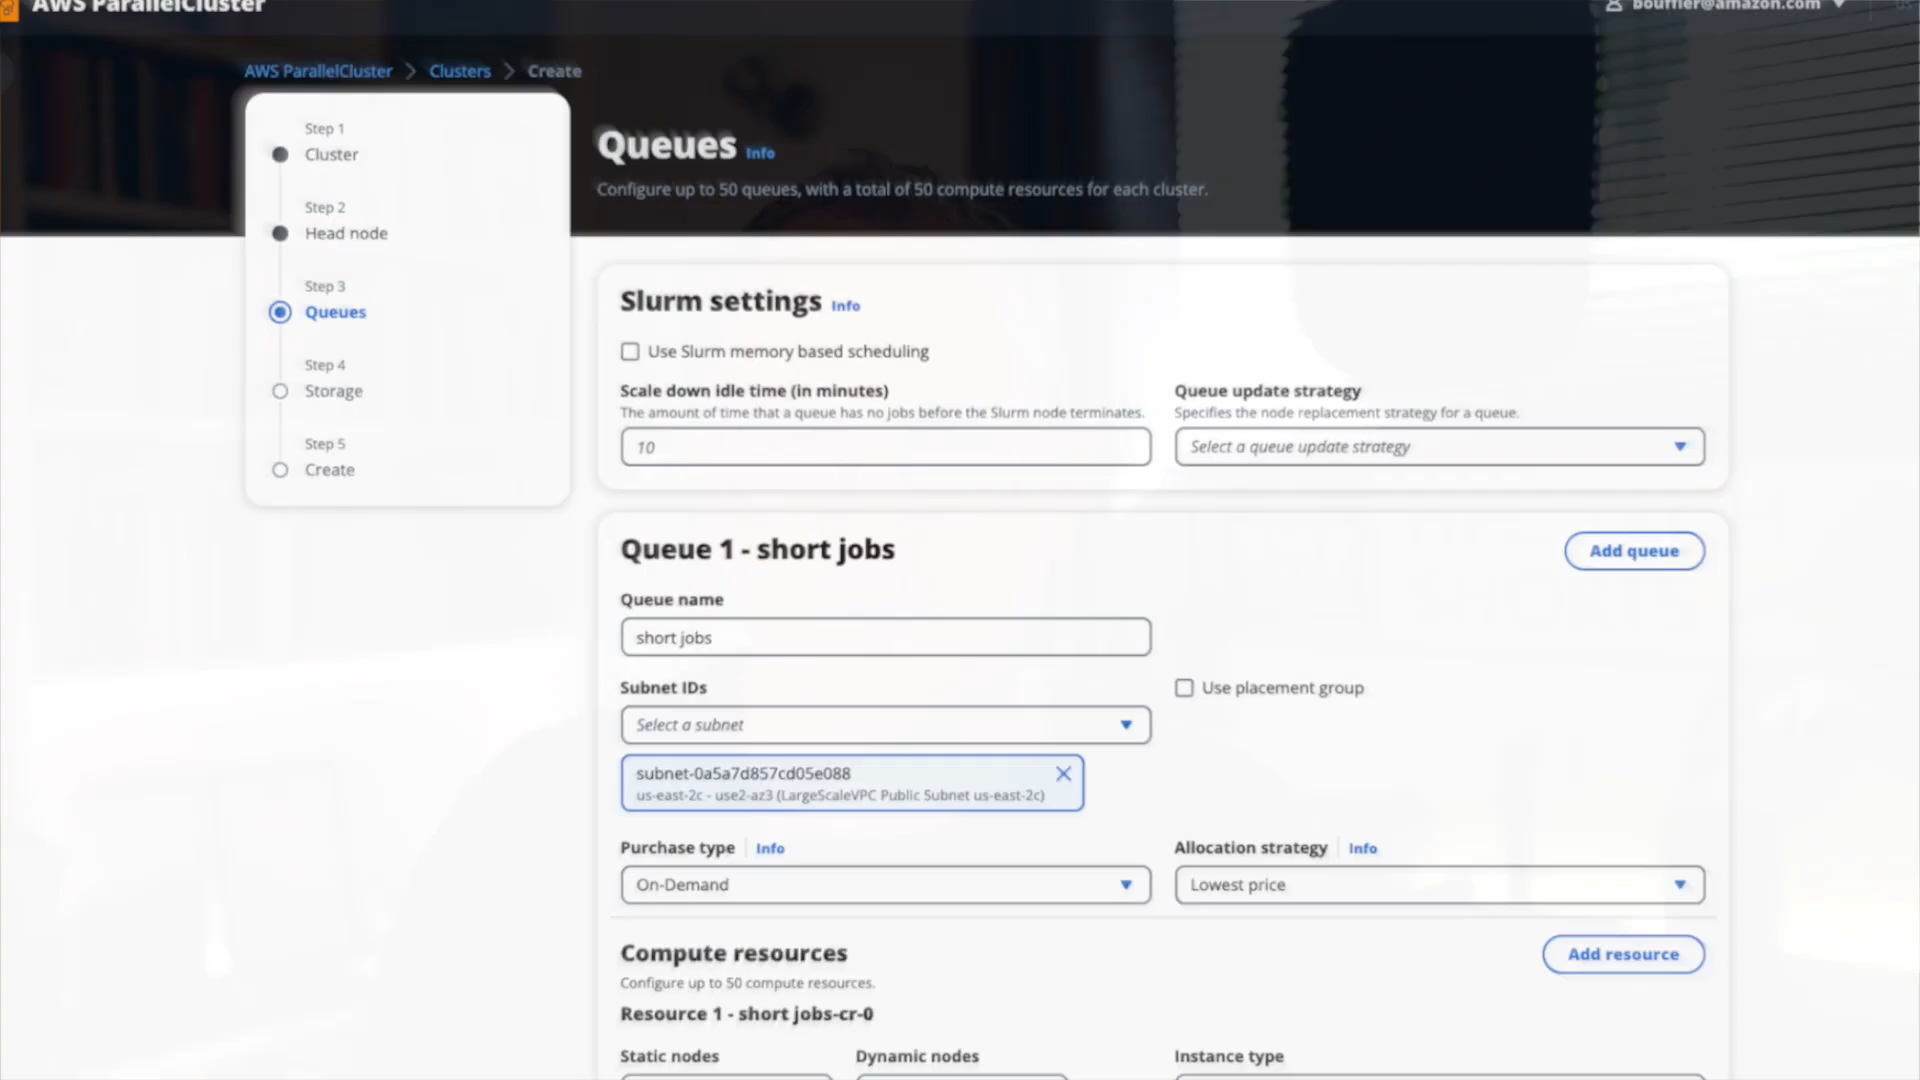 AWS ParallelCluster
bouffier@amazon.com
AWS ParallelCluster > Clusters > Create
Step 1
Cluster
Step 2
Head node
Step 3
Queues
Step 4
Storage
Step 5
Create
Queues Info
Configure up to 50 queues, with a total of 50 compute resources for each cluster.
Slurm settings Info
Use Slurm memory based scheduling
Scale down idle time (in minutes)
The amount of time that a queue has no jobs before the Slurm node terminates.
10
Queue update strategy
Specifies the node replacement strategy for a queue.
Select a queue update strategy
Queue 1 - short jobs
Add queue
Queue name
short jobs
Subnet IDs
Use placement group
Select a subnet
subnet-0a5a7d857cd05e088
us-east-2c - use2-az3 (LargeScaleVPC Public Subnet us-east-2c)
Purchase type Info
On-Demand
Allocation strategy Info
Lowest price
Compute resources
Add resource
Configure up to 50 compute resources.
Resource 1 - short jobs-cr-0
Static nodes
Dynamic nodes
Instance type